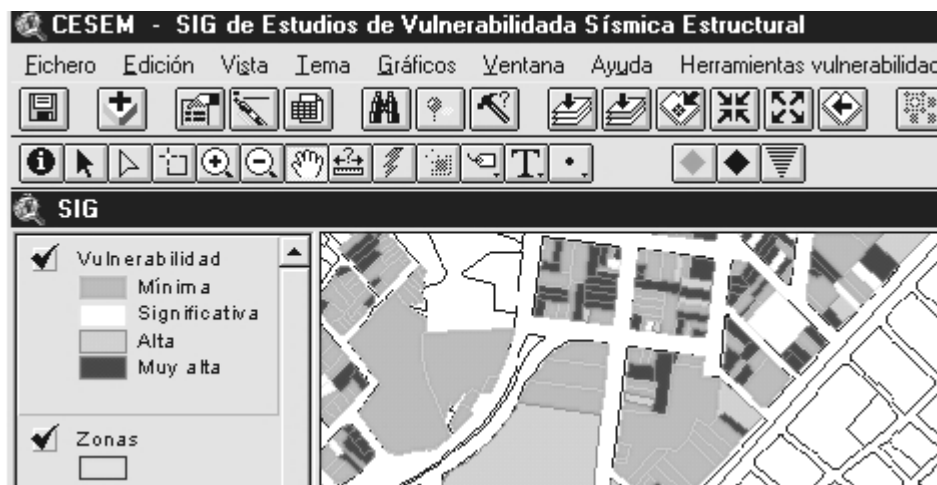 CESEM - SIG de Estudios de Vulnerabilidada Sísmica Estructural
Fichero Edición Vista Tema Gráficos Ventana Ayuda Herramientas vulnerabilidad
SIG
Vulnerabilidad
Mínima
Significativa
Alta
Muy alta
Zonas